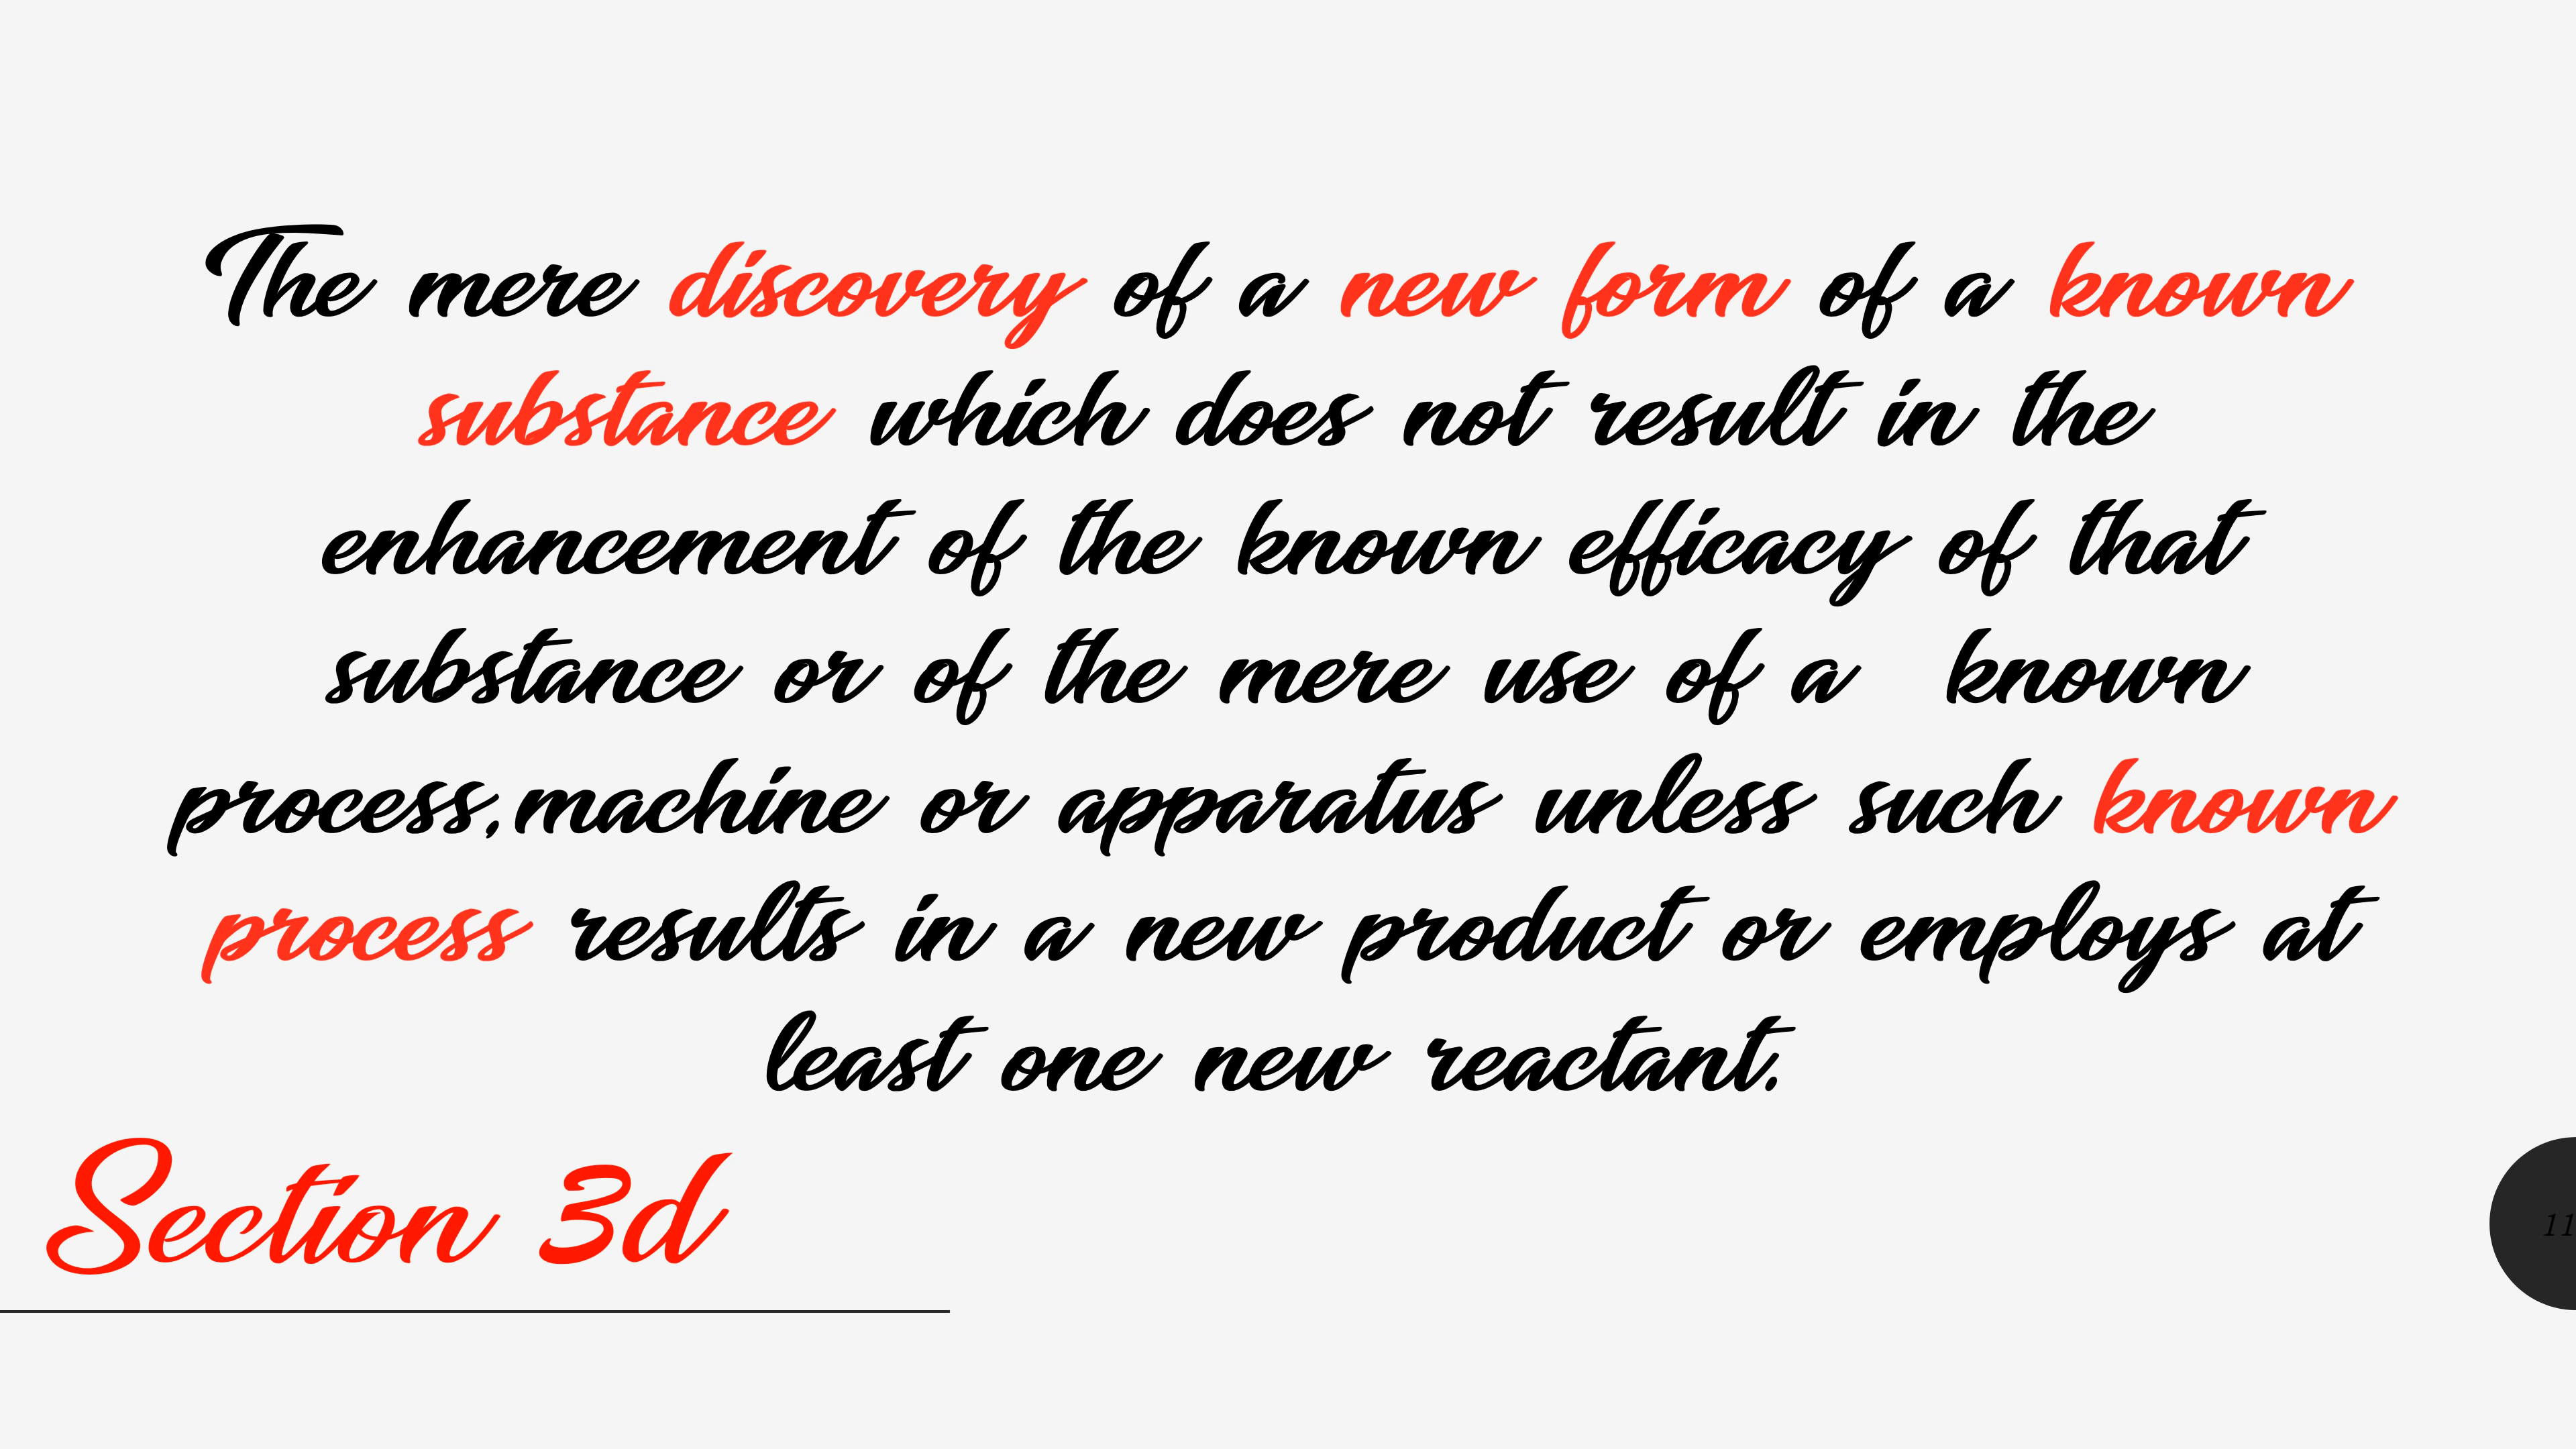 The mere discovery of a new form of a known
substance which does not result in the
enhancement of the known efficacy of that
substance or of the mere use of a known
process,machine or apparatus unless such known
process results in a new product or employs at
least one new reactant.
Section 3d
11